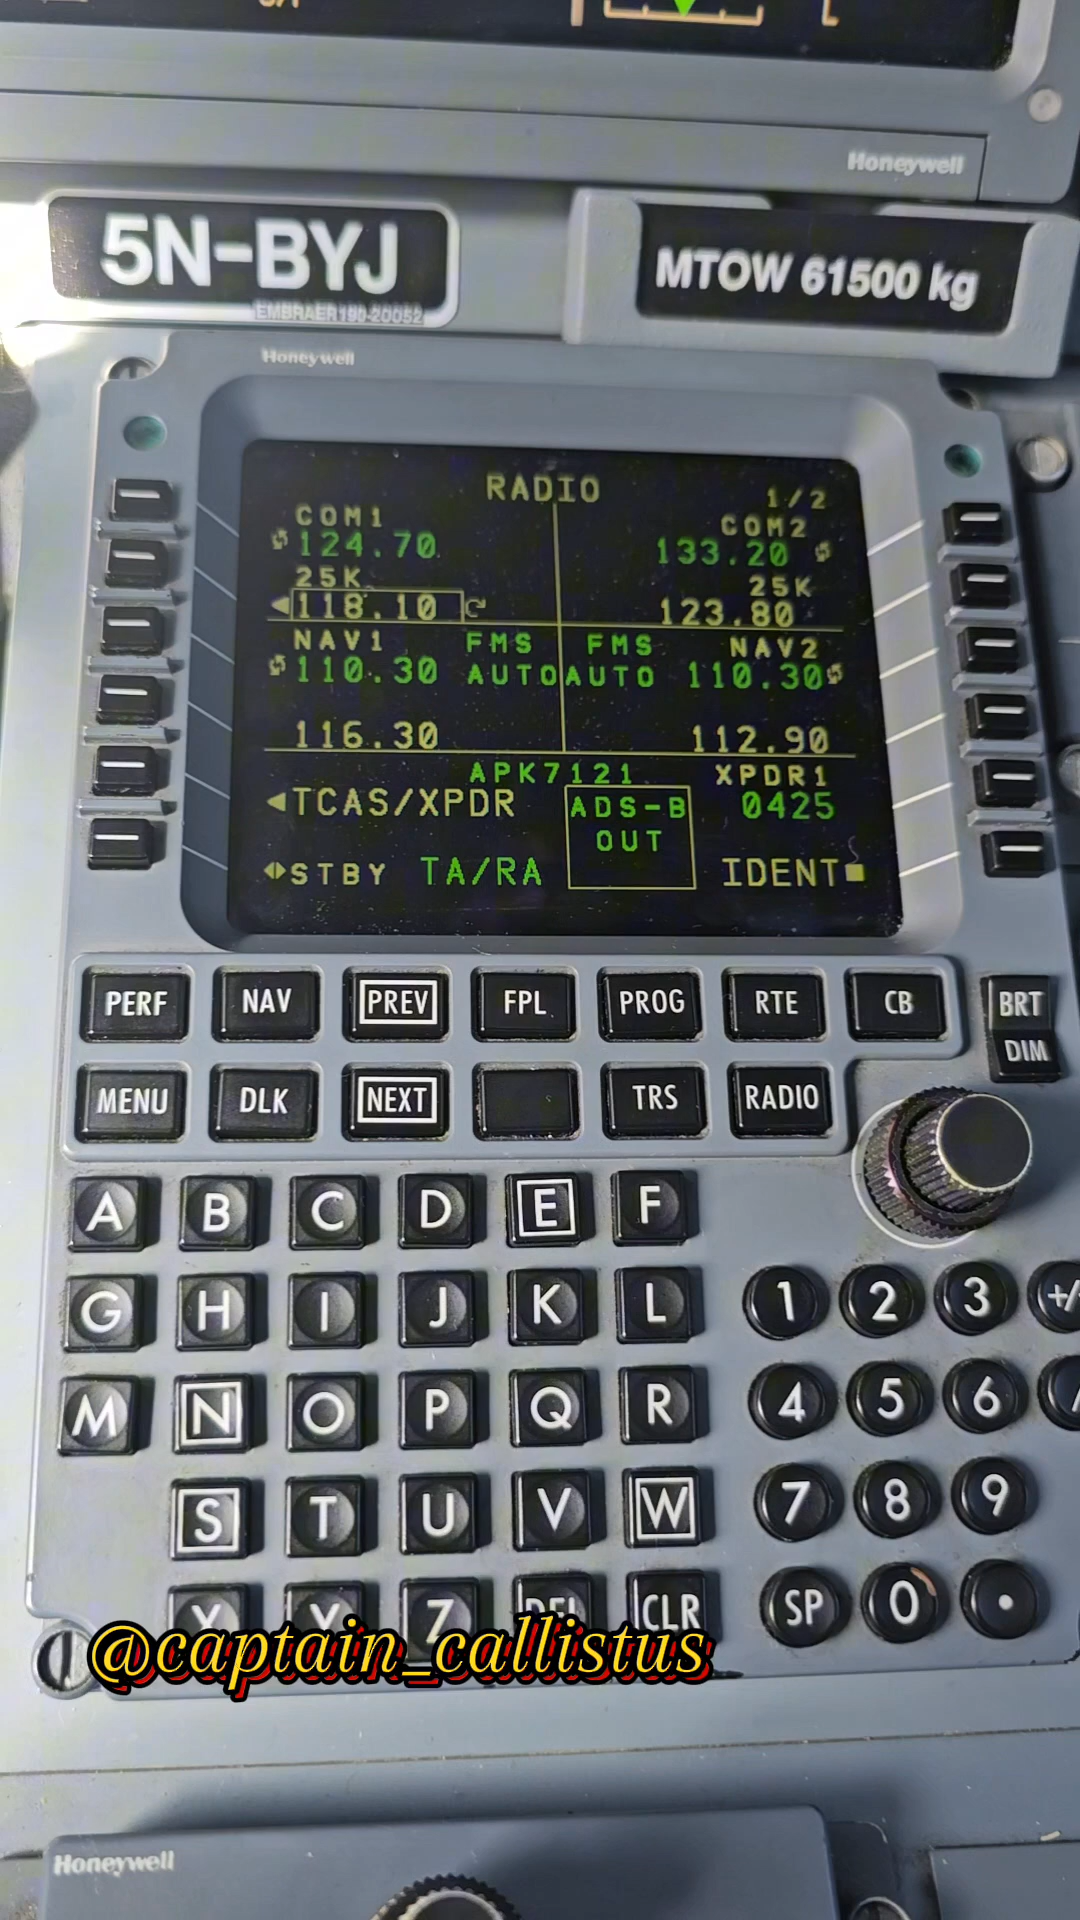 Honeywell
5N-BYJ
EMBRAER190-20052
MTOW 61500 kg
Honeywell
RADIO 1/2
COM1 COM2
124.70 133.20
25K 25K
118.10 123.80
NAV1 FMS FMS NAV2
110.30 AUTO AUTO 110.30
116.30 112.90
APK7121 XPDR1
TCAS/XPDR ADS-B 0425
OUT
STBY TA/RA IDENT
PERF NAV PREV FPL PROG RTE CB BRT
DIM
MENU DLK NEXT TRS RADIO
A B C D E F
G H I J K L 1 2 3 +/
M N O P Q R 4 5 6 /
S T U V W 7 8 9
X Y Z DEL CLR SP 0 .
@captain_callistus
Honeywell